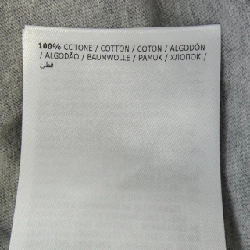 100% COTONE / COTTON / COTON / ALGODÓN
/ ALGODÃO / BAUMWOLLE / PAMUK / ХЛОПОК /
قطن